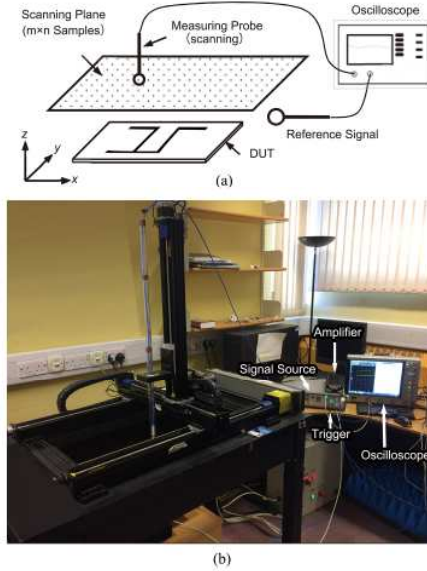 Scanning Plane
(m×n Samples)
Measuring Probe
(scanning)
Oscilloscope
Reference Signal
DUT
z
y
x
(a)
Amplifier
Signal Source
Trigger
Oscilloscope
(b)